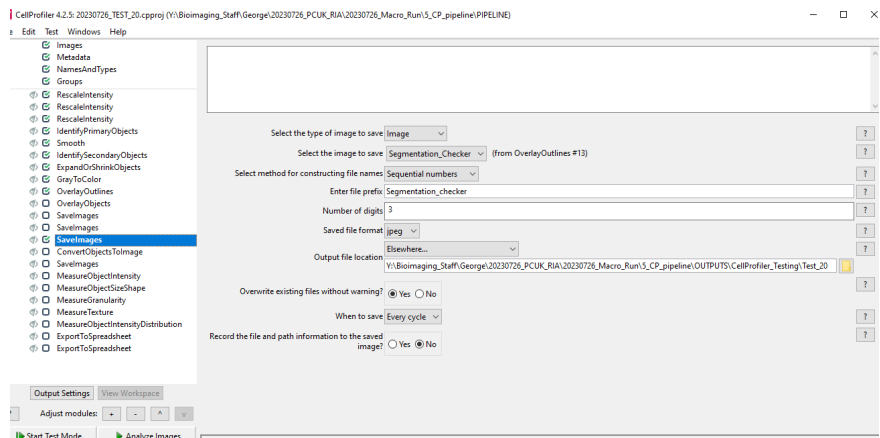 CellProfiler 4.2.5: 20230726_TEST_20.cpproj (Y:\Bioimaging_Staff\George\20230726_PCUK_RIA\20230726_Macro_Run\5_CP_pipeline\PIPELINE)
Edit Test Windows Help
Images
Metadata
NamesAndTypes
Groups
RescaleIntensity
RescaleIntensity
RescaleIntensity
IdentifyPrimaryObjects
Smooth
IdentifySecondaryObjects
ExpandOrShrinkObjects
GrayToColor
OverlayOutlines
OverlayObjects
SaveImages
SaveImages
SaveImages
ConvertObjectsToImage
SaveImages
MeasureObjectIntensity
MeasureObjectSizeShape
MeasureGranularity
MeasureTexture
MeasureObjectIntensityDistribution
ExportToSpreadsheet
ExportToSpreadsheet
Output Settings View Workspace
? Adjust modules: + - ^ v
Start Test Mode Analyze Images
Select the type of image to save Image ?
Select the image to save Segmentation_Checker (from OverlayOutlines #13) ?
Select method for constructing file names Sequential numbers ?
Enter file prefix Segmentation_checker ?
Number of digits 3 ?
Saved file format jpeg ?
Output file location Elsewhere... ?
Y:\Bioimaging_Staff\George\20230726_PCUK_RIA\20230726_Macro_Run\5_CP_pipeline\OUTPUTS\CellProfiler_Testing\Test_20
Overwrite existing files without warning? Yes No ?
When to save Every cycle ?
Record the file and path information to the saved
image? Yes No ?